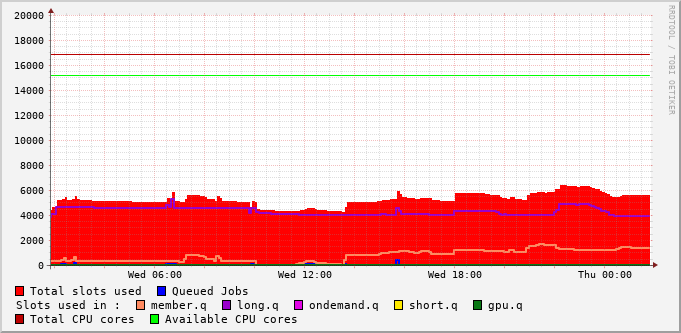 20000
18000
16000
14000
12000
10000
8000
6000
4000
2000
0
Wed 06:00 Wed 12:00 Wed 18:00 Thu 00:00
Total slots used Queued Jobs
Slots used in : member.q long.q ondemand.q short.q gpu.q
Total CPU cores Available CPU cores
RRDTOOL / TOBI OETIKER